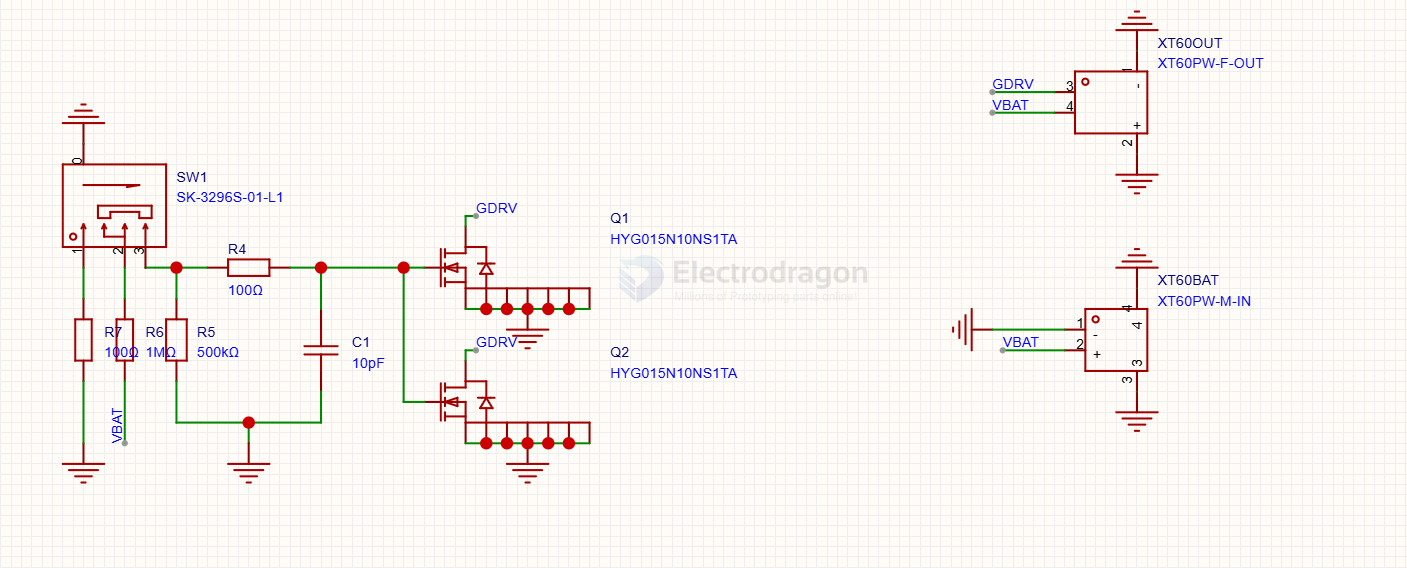 XT60OUT
XT60PW-F-OUT
1
-
GDRV
3
VBAT
4
+
2
0
SW1
SK-3296S-01-L1
1
2
3
R4
100Ω
GDRV
Q1
HYG015N10NS1TA
Electrodragon
XT60BAT
XT60PW-M-IN
4
4
1
-
VBAT
2
+
3
3
R7
100Ω
R6
1MΩ
R5
500kΩ
C1
10pF
GDRV
Q2
HYG015N10NS1TA
VBAT